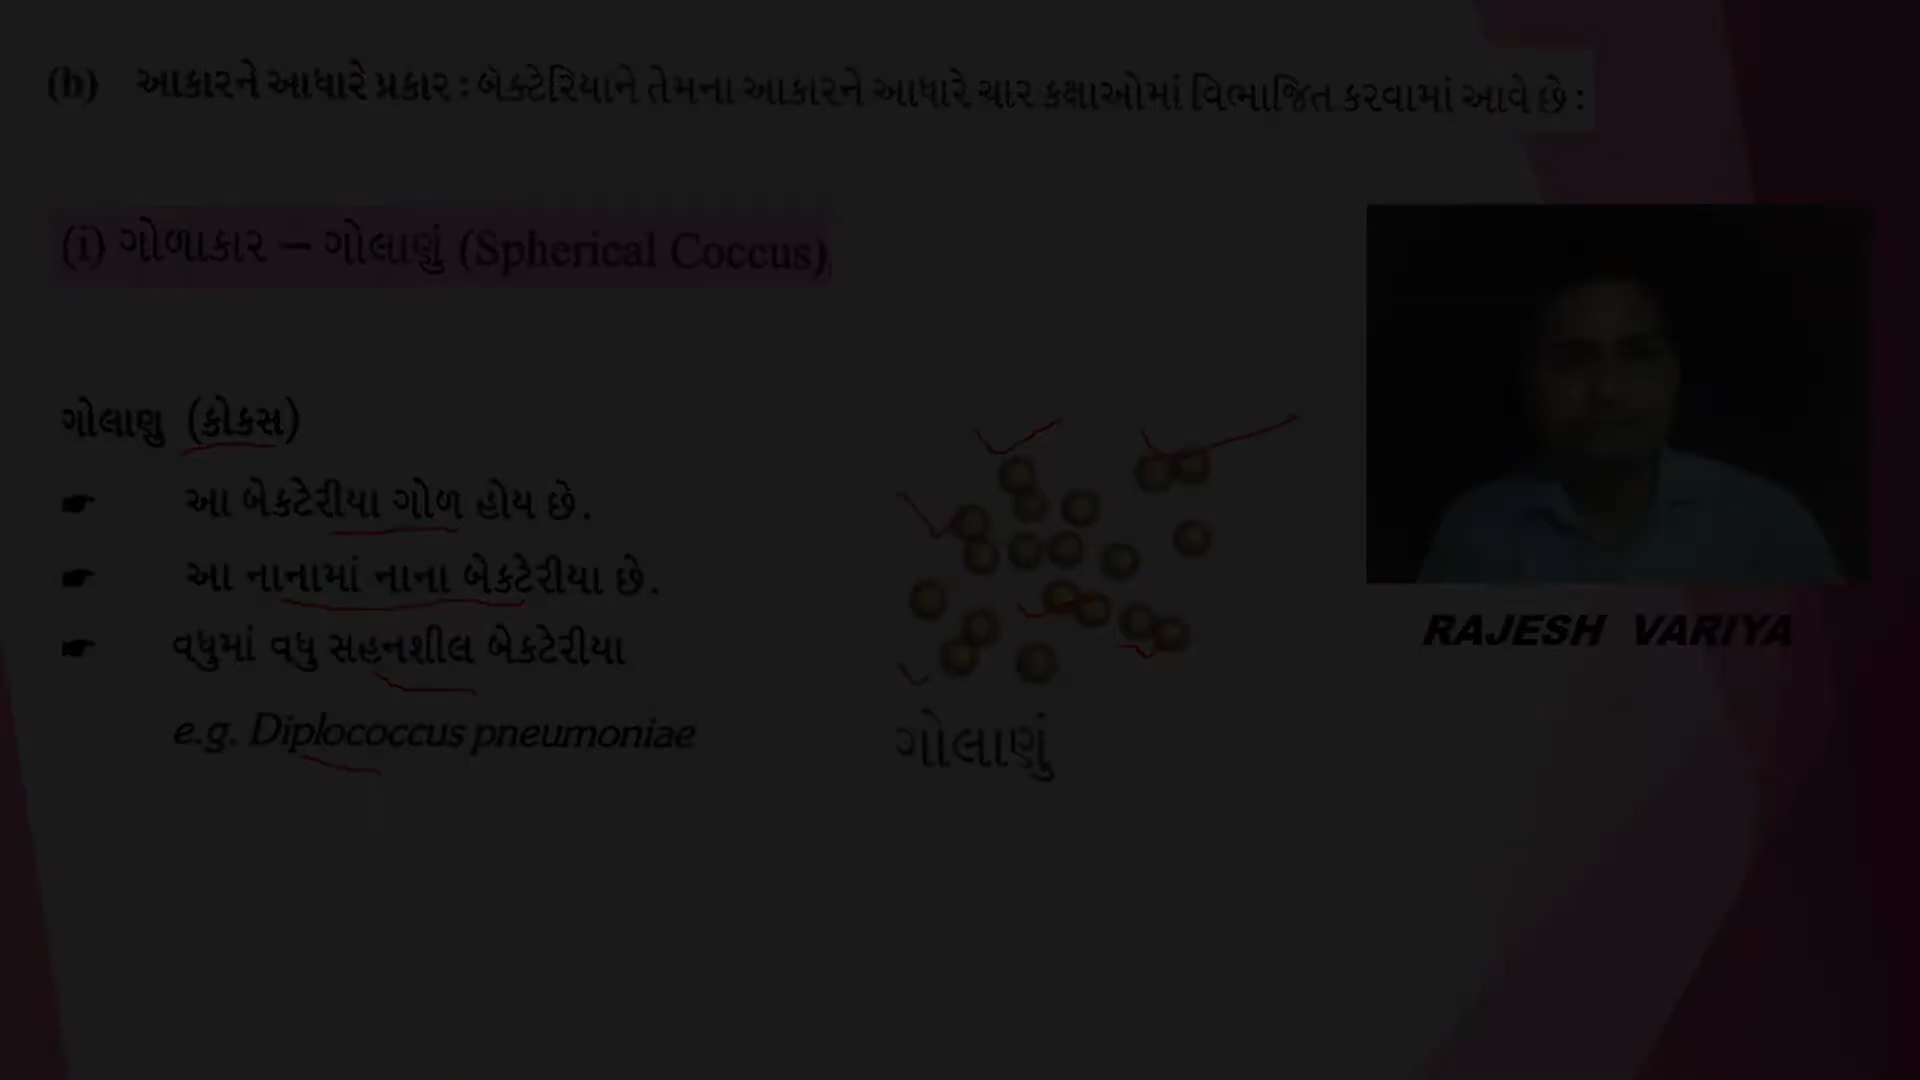 (b) આકારને આધારે પ્રકાર : બૅક્ટેરિયાને તેમના આકારને આધારે ચાર કક્ષાઓમાં વિભાજિત કરવામાં આવે છે :
(i) ગોળાકાર – ગોલાણું (Spherical Coccus)
ગોલાણુ (કોકસ)
આ બેકટેરીયા ગોળ હોય છે.
આ નાનામાં નાના બેકટેરીયા છે.
વધુમાં વધુ સહનશીલ બેકટેરીયા
e.g. Diplococcus pneumoniae
ગોલાણું
RAJESH VARIYA